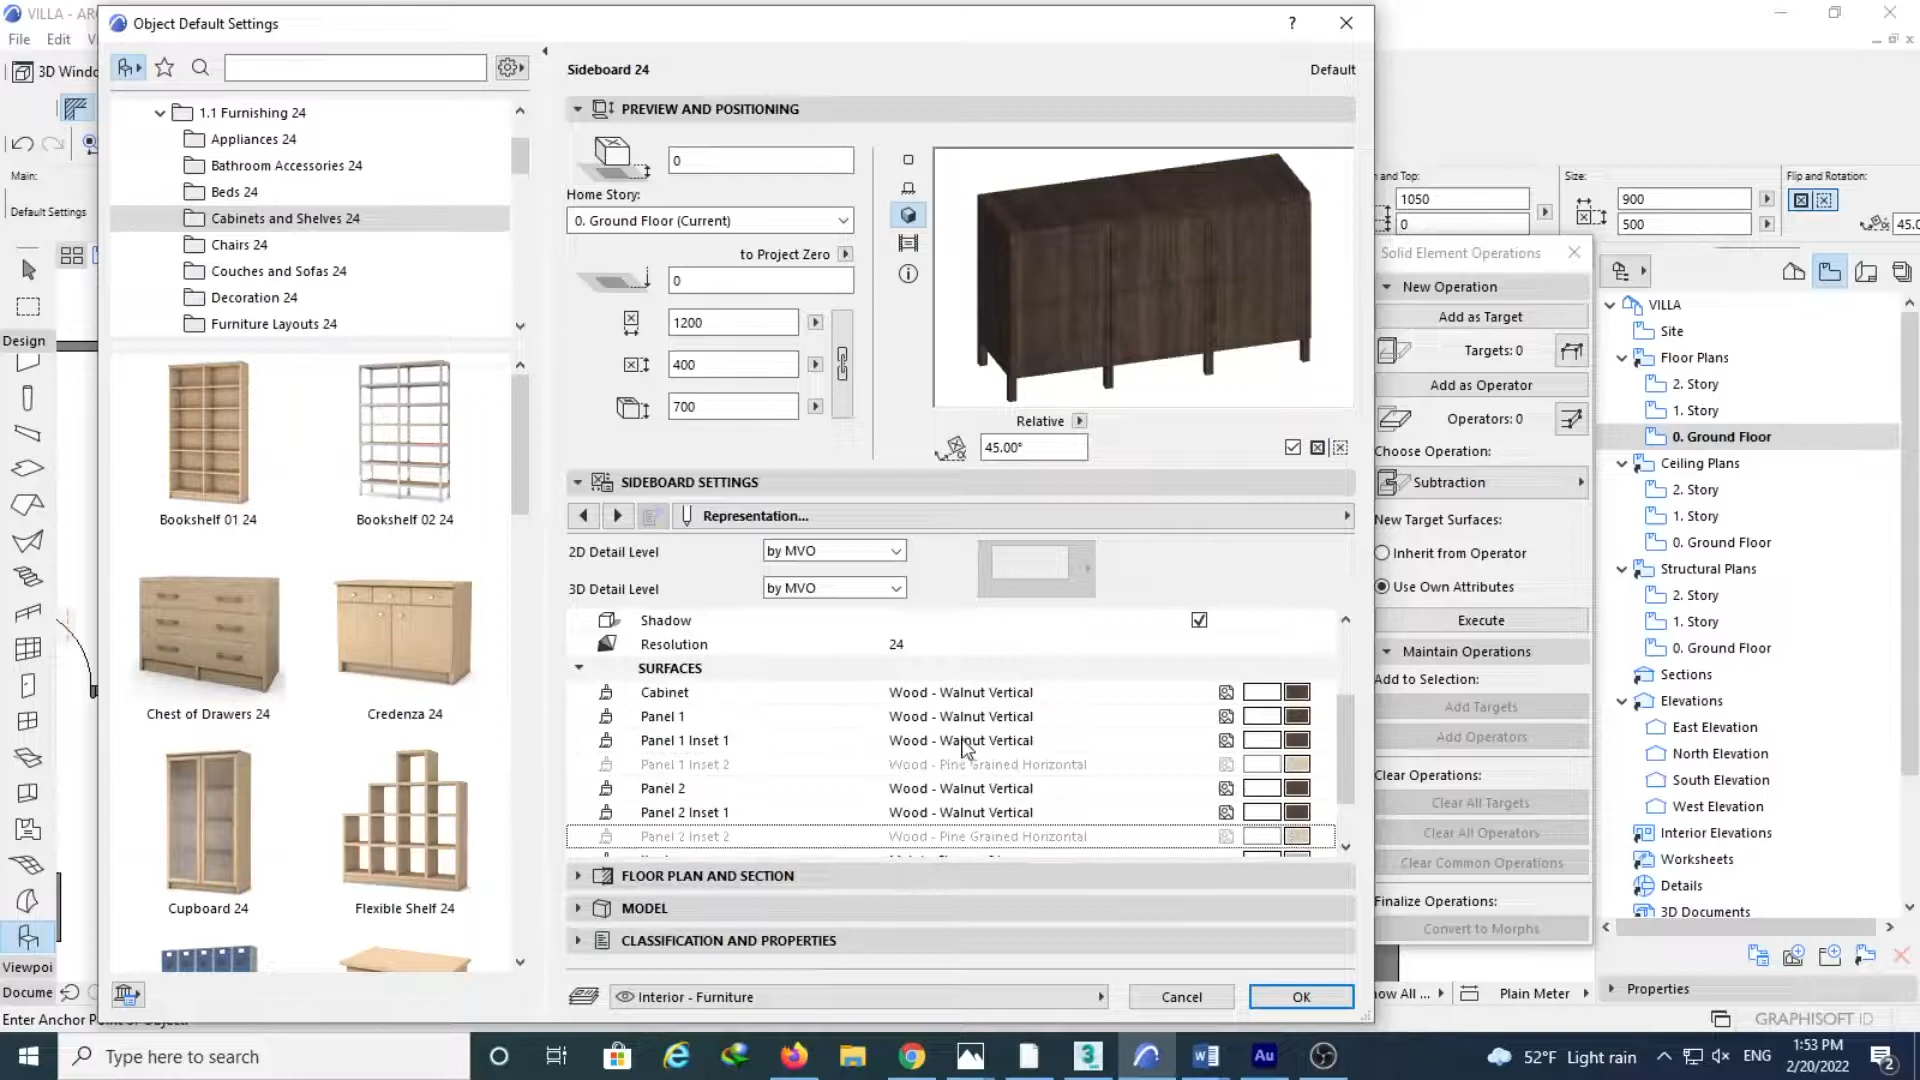 VILLA - AR
Object Default Settings
File
Edit
3D Windo
Sideboard 24
Default
PREVIEW AND POSITIONING
1.1 Furnishing 24
Appliances 24
Bathroom Accessories 24
Beds 24
Cabinets and Shelves 24
Chairs 24
Couches and Sofas 24
Decoration 24
Furniture Layouts 24
Main:
Default Settings
Design
0
Home Story:
0. Ground Floor (Current)
to Project Zero
0
1200
400
700
Relative
45.00°
SIDEBOARD SETTINGS
Representation...
2D Detail Level
by MVO
3D Detail Level
by MVO
Shadow
Resolution
24
SURFACES
Cabinet
Wood - Walnut Vertical
Panel 1
Wood - Walnut Vertical
Panel 1 Inset 1
Wood - Walnut Vertical
Panel 1 Inset 2
Wood - Pine Grained Horizontal
Panel 2
Wood - Walnut Vertical
Panel 2 Inset 1
Wood - Walnut Vertical
Panel 2 Inset 2
Wood - Pine Grained Horizontal
FLOOR PLAN AND SECTION
MODEL
CLASSIFICATION AND PROPERTIES
Interior - Furniture
Cancel
OK
Bookshelf 01 24
Bookshelf 02 24
Chest of Drawers 24
Credenza 24
Cupboard 24
Flexible Shelf 24
Viewpoi
Docume
Enter Anchor Point of Object.
and Top:
1050
0
Size:
900
500
Flip and Rotation:
45.0
Solid Element Operations
New Operation
Add as Target
Targets: 0
Add as Operator
Operators: 0
Choose Operation:
Subtraction
New Target Surfaces:
Inherit from Operator
Use Own Attributes
Execute
Maintain Operations
Add to Selection:
Add Targets
Add Operators
Clear Operations:
Clear All Targets
Clear All Operators
Clear Common Operations
Finalize Operations:
Convert to Morphs
VILLA
Site
Floor Plans
2. Story
1. Story
0. Ground Floor
Ceiling Plans
2. Story
1. Story
0. Ground Floor
Structural Plans
2. Story
1. Story
0. Ground Floor
Sections
Elevations
East Elevation
North Elevation
South Elevation
West Elevation
Interior Elevations
Worksheets
Details
3D Documents
Properties
ow All ...
Plain Meter
GRAPHISOFT ID
Type here to search
52°F Light rain
ENG
1:53 PM
2/20/2022
2